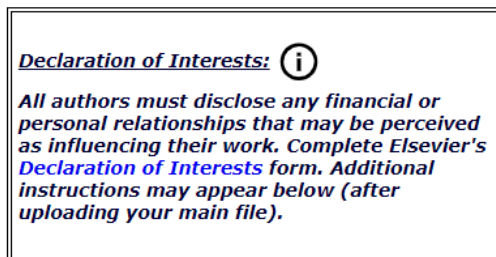 Declaration of Interests: i
All authors must disclose any financial or
personal relationships that may be perceived
as influencing their work. Complete Elsevier's
Declaration of Interests form. Additional
instructions may appear below (after
uploading your main file).